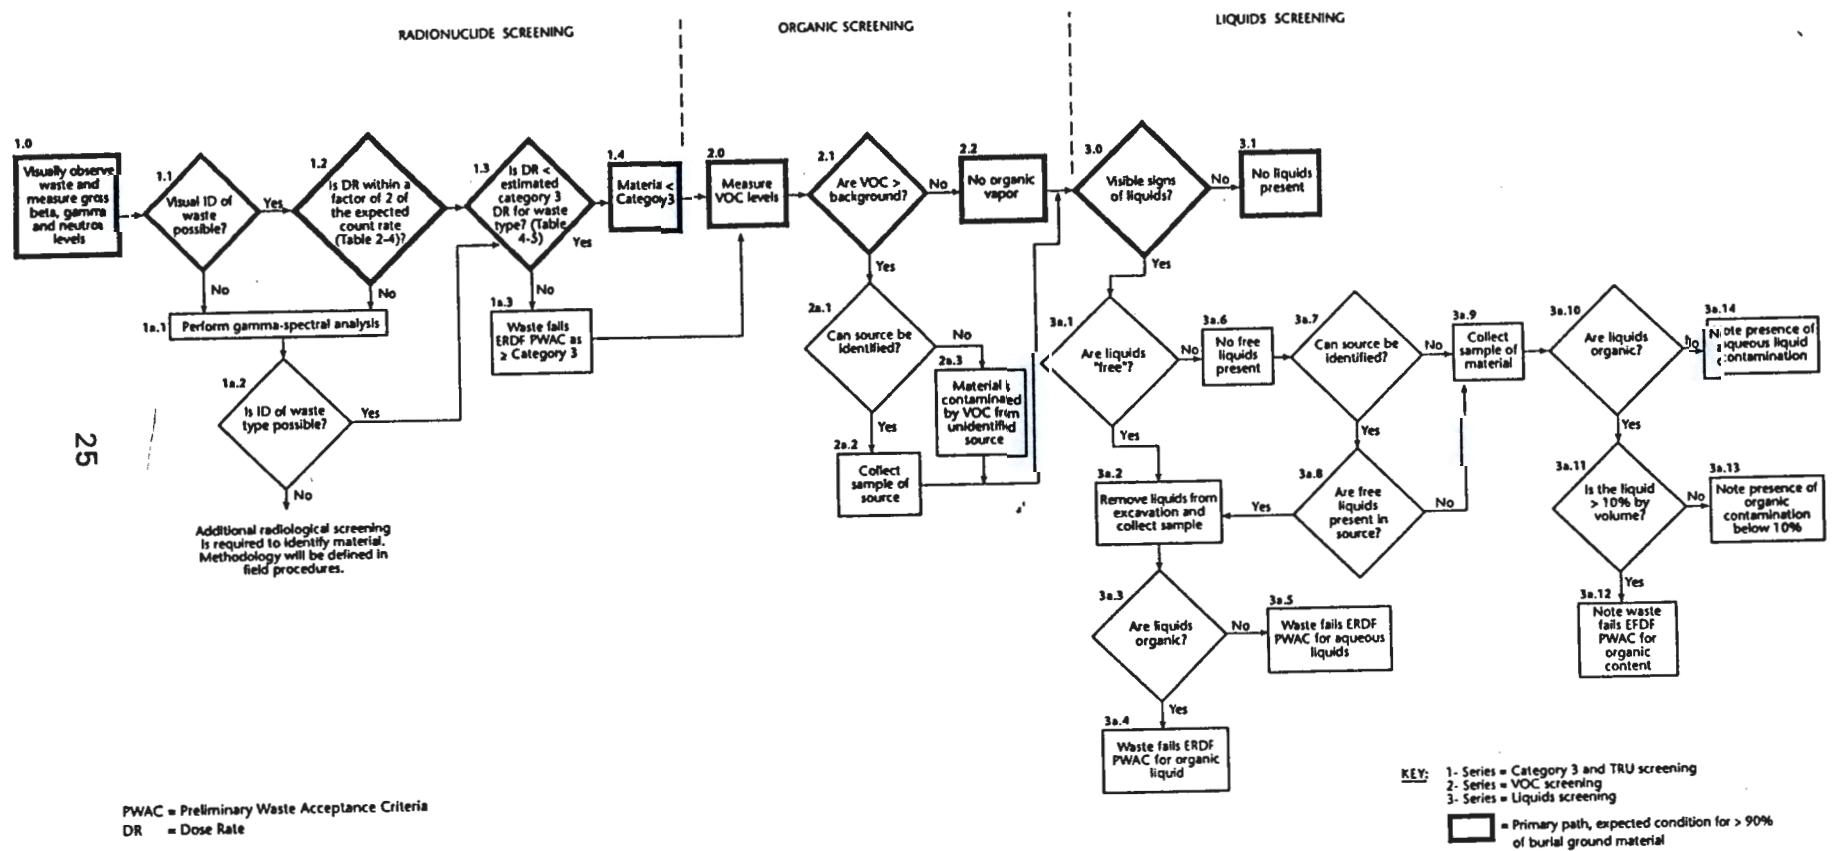 RADIONUCLIDE SCREENING
ORGANIC SCREENING
LIQUIDS SCREENING
1.0
Visually observe
waste and
measure gross
beta, gamma
and neutron
levels
1.1
Visual ID of
waste
possible?
Yes
No
1.2
Is DR within a
factor of 2 of
the expected
count rate
(Table 2-4)?
No
1.3
Is DR <
estimated
category 3
DR for waste
type? (Table
4-5)
Yes
No
1.4
Material <
Category3
1a.1
Perform gamma-spectral analysis
1a.2
Is ID of waste
type possible?
Yes
No
Additional radiological screening
is required to identify material.
Methodology will be defined in
field procedures.
1a.3
Waste fails
ERDF PWAC as
≥ Category 3
2.0
Measure
VOC levels
2.1
Are VOC >
background?
No
Yes
2.2
No organic
vapor
2a.1
Can source be
identified?
No
Yes
2a.3
Material is
contaminated
by VOC from
unidentified
source
2a.2
Collect
sample of
source
3.0
Visible signs
of liquids?
No
Yes
3.1
No liquids
present
3a.1
Are liquids
"free"?
No
Yes
3a.6
No free
liquids
present
3a.7
Can source be
identified?
No
Yes
3a.8
Are free
liquids
present in
source?
Yes
No
3a.9
Collect
sample of
material
3a.10
Are liquids
organic?
No
Yes
3a.14
Note presence of
aqueous liquid
contamination
3a.11
Is the liquid
> 10% by
volume?
No
Yes
3a.13
Note presence of
organic
contamination
below 10%
3a.12
Note waste
fails EFDF
PWAC for
organic
content
3a.2
Remove liquids from
excavation and
collect sample
3a.3
Are liquids
organic?
No
Yes
3a.5
Waste fails ERDF
PWAC for aqueous
liquids
3a.4
Waste fails ERDF
PWAC for organic
liquid
25
PWAC = Preliminary Waste Acceptance Criteria
DR = Dose Rate
KEY: 1- Series = Category 3 and TRU screening
2- Series = VOC screening
3- Series = Liquids screening
= Primary path, expected condition for > 90%
of burial ground material